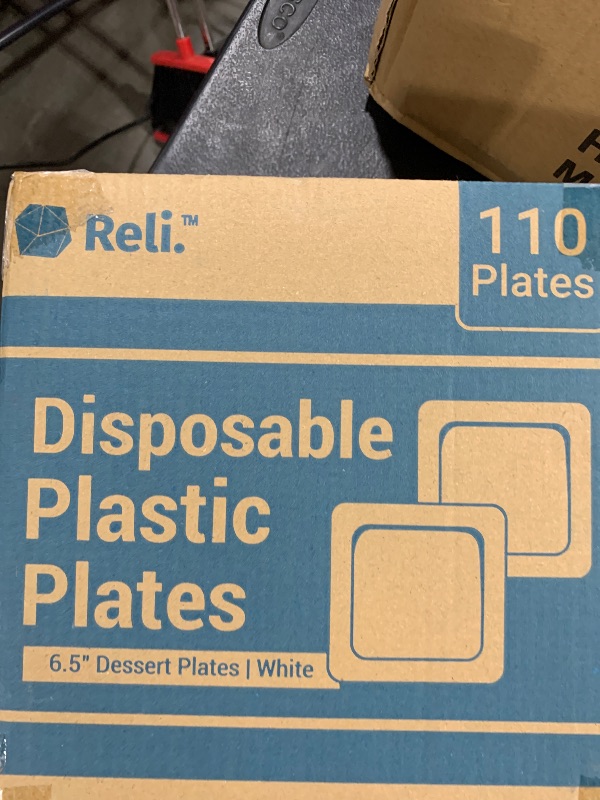 Reli.™
110
Plates
Disposable
Plastic
Plates
6.5" Dessert Plates | White